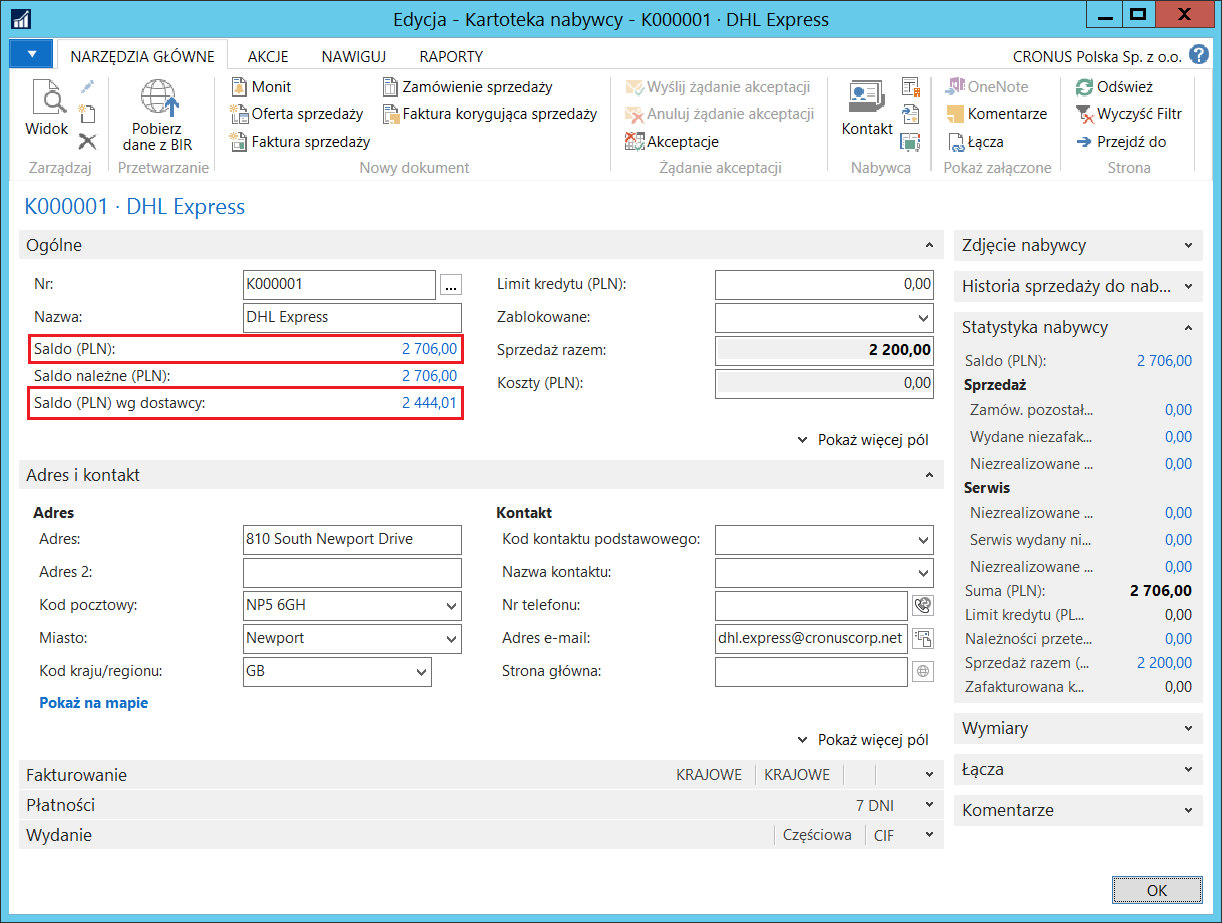 Edycja - Kartoteka nabywcy - K000001 · DHL Express
NARZĘDZIA GŁÓWNE
AKCJE
NAWIGUJ
RAPORTY
CRONUS Polska Sp. z o.o.
Widok
Zarządzaj
Pobierz
dane z BIR
Przetwarzanie
Monit
Oferta sprzedaży
Faktura sprzedaży
Zamówienie sprzedaży
Faktura korygująca sprzedaży
Nowy dokument
Wyślij żądanie akceptacji
Anuluj żądanie akceptacji
Akceptacje
Żądanie akceptacji
Kontakt
Nabywca
OneNote
Komentarze
Łącza
Pokaż załączone
Odśwież
Wyczyść Filtr
Przejdź do
Strona
K000001 · DHL Express
Ogólne
Nr: K000001 ...
Nazwa: DHL Express
Saldo (PLN): 2 706,00
Saldo należne (PLN): 2 706,00
Saldo (PLN) wg dostawcy: 2 444,01
Limit kredytu (PLN): 0,00
Zablokowane:
Sprzedaż razem: 2 200,00
Koszty (PLN): 0,00
Pokaż więcej pól
Adres i kontakt
Adres
Adres: 810 South Newport Drive
Adres 2:
Kod pocztowy: NP5 6GH
Miasto: Newport
Kod kraju/regionu: GB
Pokaż na mapie
Kontakt
Kod kontaktu podstawowego:
Nazwa kontaktu:
Nr telefonu:
Adres e-mail: dhl.express@cronuscorp.net
Strona główna:
Pokaż więcej pól
Fakturowanie KRAJOWE KRAJOWE
Płatności 7 DNI
Wydanie Częściowa CIF
Zdjęcie nabywcy
Historia sprzedaży do nab...
Statystyka nabywcy
Saldo (PLN): 2 706,00
Sprzedaż
Zamów. pozostał... 0,00
Wydane niezafak... 0,00
Niezrealizowane ... 0,00
Serwis
Niezrealizowane ... 0,00
Serwis wydany ni... 0,00
Niezrealizowane ... 0,00
Suma (PLN): 2 706,00
Limit kredytu (PL... 0,00
Należności przete... 0,00
Sprzedaż razem (... 2 200,00
Zafakturowana k... 0,00
Wymiary
Łącza
Komentarze
OK